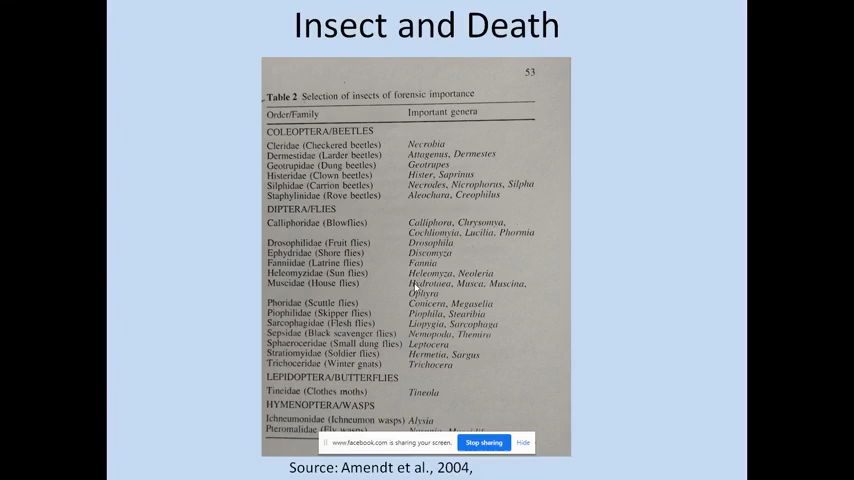 Insect and Death
53
Table 2 Selection of insects of forensic importance
Order/Family Important genera
COLEOPTERA/BEETLES
Cleridae (Checkered beetles) Necrobia
Dermestidae (Larder beetles) Attagenus, Dermestes
Geotrupidae (Dung beetles) Geotrupes
Histeridae (Clown beetles) Hister, Saprinus
Silphidae (Carrion beetles) Necrodes, Nicrophorus, Silpha
Staphylinidae (Rove beetles) Aleochara, Creophilus
DIPTERA/FLIES
Calliphoridae (Blowflies) Calliphora, Chrysomya,
Cochliomyia, Lucilia, Phormia
Drosophilidae (Fruit flies) Drosophila
Ephydridae (Shore flies) Discomyza
Fanniidae (Latrine flies) Fannia
Heleomyzidae (Sun flies) Heleomyza, Neoleria
Muscidae (House flies) Hydrotaea, Musca, Muscina,
Ophyra
Phoridae (Scuttle flies) Conicera, Megaselia
Piophilidae (Skipper flies) Piophila, Stearibia
Sarcophagidae (Flesh flies) Liopygia, Sarcophaga
Sepsidae (Black scavenger flies) Nemopoda, Themira
Sphaeroceridae (Small dung flies) Leptocera
Stratiomyidae (Soldier flies) Hermetia, Sargus
Trichoceridae (Winter gnats) Trichocera
LEPIDOPTERA/BUTTERFLIES
Tineidae (Clothes moths) Tineola
HYMENOPTERA/WASPS
Ichneumonidae (Ichneumon wasps) Alysia
Pteromalidae (Fly wasps)
www.facebook.com is sharing your screen. Stop sharing Hide
Source: Amendt et al., 2004,